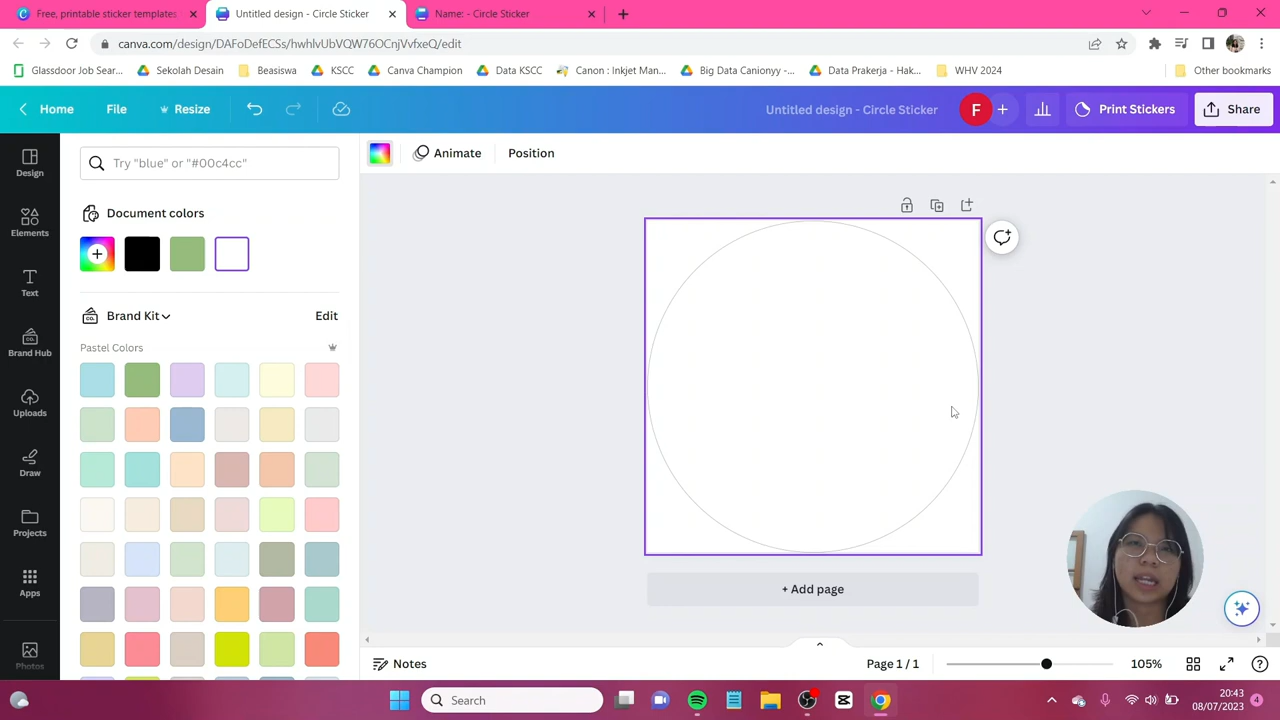 Free, printable sticker templates
Untitled design - Circle Sticker
Name: - Circle Sticker
canva.com/design/DAFoDefECSs/hwhlvUbVQW76OCnjVvfxeQ/edit
Glassdoor Job Sear...
Sekolah Desain
Beasiswa
KSCC
Canva Champion
Data KSCC
Canon : Inkjet Man...
Big Data Canionyy -...
Data Prakerja - Hak...
WHV 2024
Other bookmarks
Home
File
Resize
Untitled design - Circle Sticker
F
Print Stickers
Share
Design
Elements
Text
Brand Hub
Uploads
Draw
Projects
Apps
Photos
Try "blue" or "#00c4cc"
Document colors
Brand Kit
Edit
Pastel Colors
Animate
Position
+ Add page
Notes
Page 1 / 1
105%
Search
20:43
08/07/2023
4